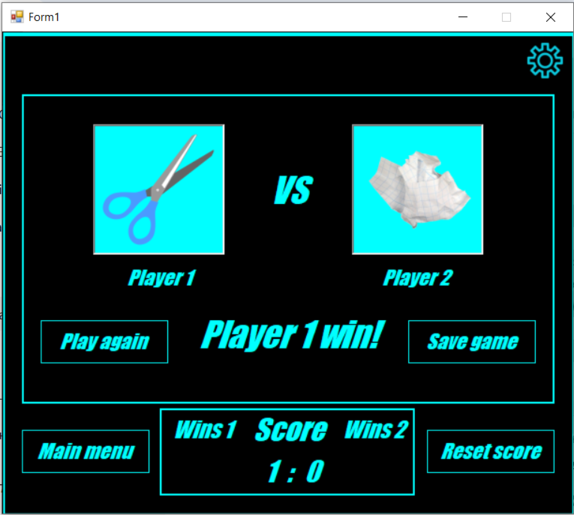 Form1
VS
Player 1
Player 2
Play again
Player 1 win!
Save game
Main menu
Wins 1
Score
Wins 2
1 : 0
Reset score